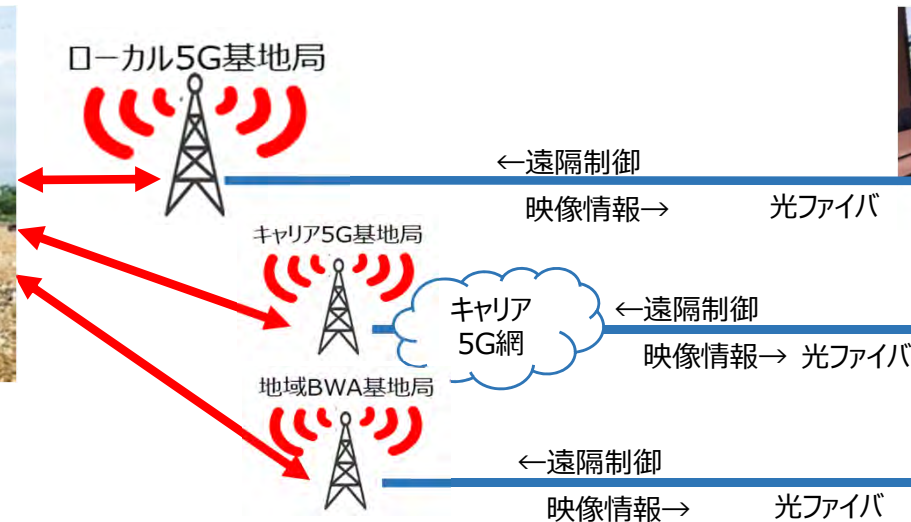 ローカル5G基地局
←遠隔制御
映像情報→
光ファイバ
キャリア5G基地局
キャリア
5G網
←遠隔制御
映像情報→
光ファイバ
地域BWA基地局
←遠隔制御
映像情報→
光ファイバ